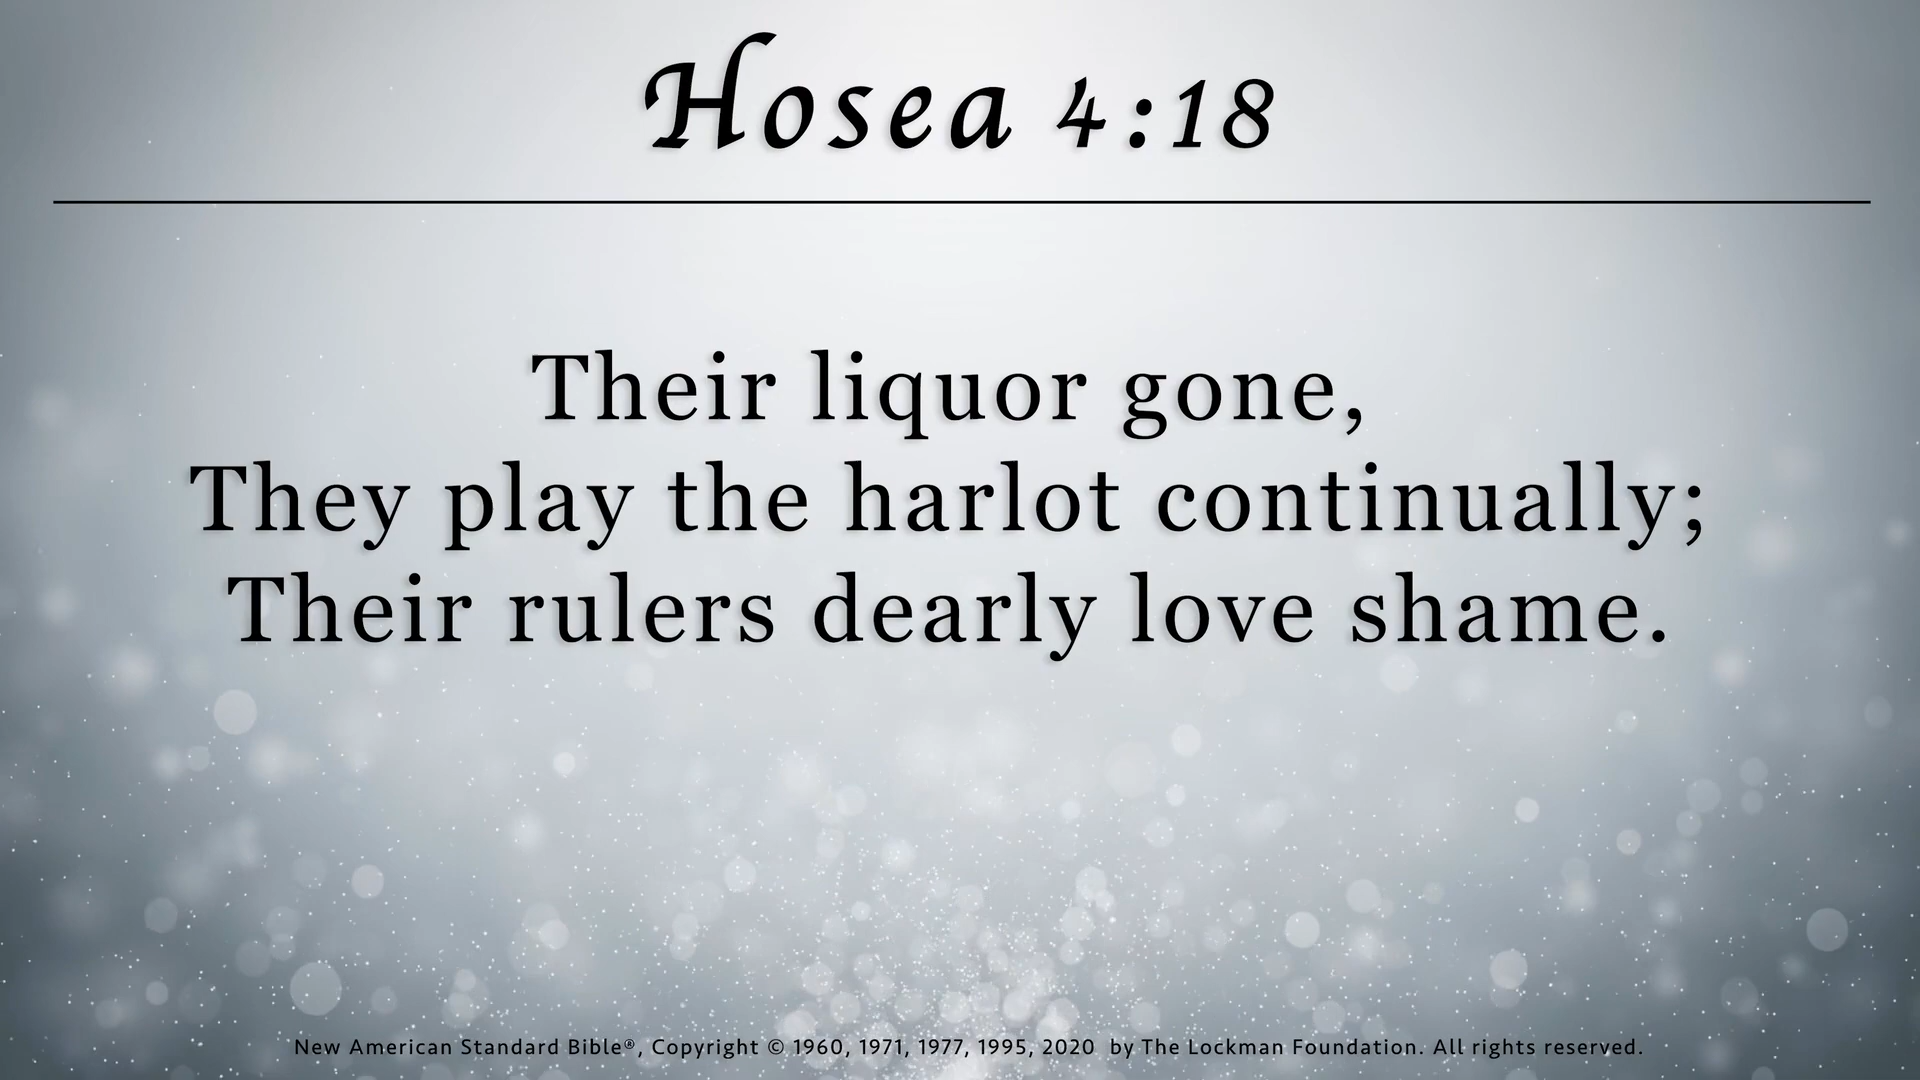 Hosea 4:18
Their liquor gone,
They play the harlot continually;
Their rulers dearly love shame.
New American Standard Bible®, Copyright © 1960, 1971, 1977, 1995, 2020 by The Lockman Foundation. All rights reserved.